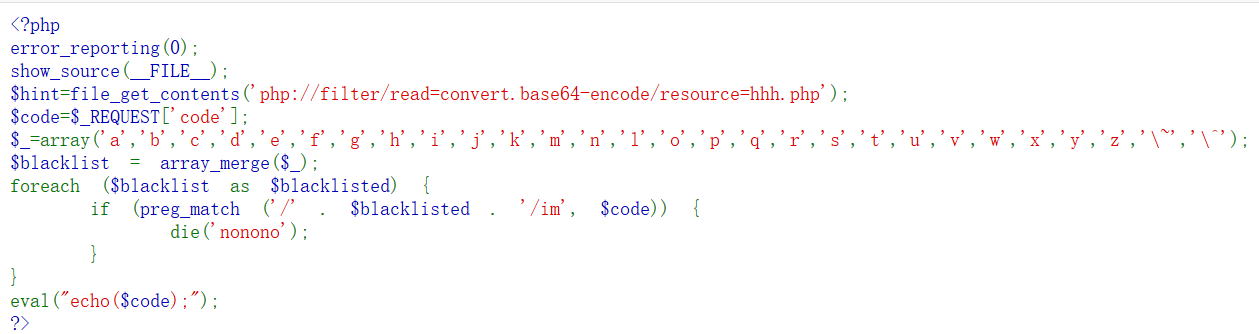 <?php
error_reporting(0);
show_source(__FILE__);
$hint=file_get_contents('php://filter/read=convert.base64-encode/resource=hhh.php');
$code=$_REQUEST['code'];
$_=array('a','b','c','d','e','f','g','h','i','j','k','m','n','l','o','p','q','r','s','t','u','v','w','x','y','z','\~','\^');
$blacklist = array_merge($_);
foreach ($blacklist as $blacklisted) {
if (preg_match ('/' . $blacklisted . '/im', $code)) {
die('nonono');
}
}
eval("echo($code);");
?>